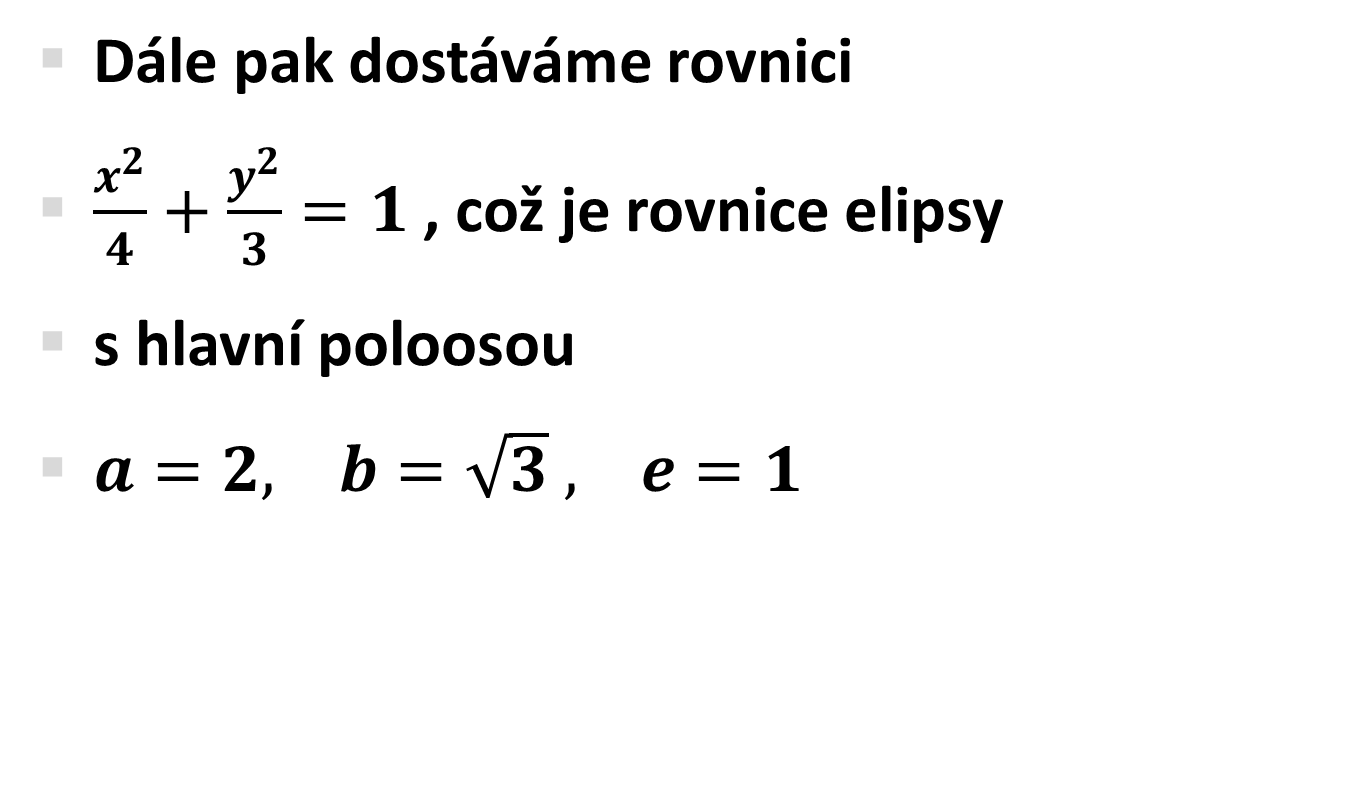 Dále pak dostáváme rovnici
x²/4 + y²/3 = 1 , což je rovnice elipsy
s hlavní poloosou
a = 2, b = √3 , e = 1